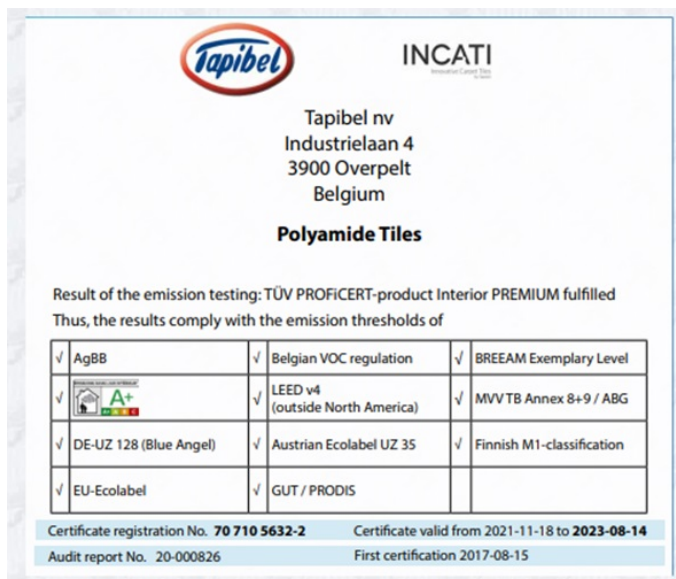 Tapibel
INCATI
Innovative Carpet Tiles
by Tapibel
Tapibel nv
Industrielaan 4
3900 Overpelt
Belgium
Polyamide Tiles
Result of the emission testing: TÜV PROFiCERT-product Interior PREMIUM fulfilled
Thus, the results comply with the emission thresholds of
√ AgBB √ Belgian VOC regulation √ BREEAM Exemplary Level
√ A+ √ LEED v4
(outside North America) √ MVV TB Annex 8+9 / ABG
√ DE-UZ 128 (Blue Angel) √ Austrian Ecolabel UZ 35 √ Finnish M1-classification
√ EU-Ecolabel √ GUT / PRODIS
Certificate registration No. 70 710 5632-2 Certificate valid from 2021-11-18 to 2023-08-14
Audit report No. 20-000826 First certification 2017-08-15